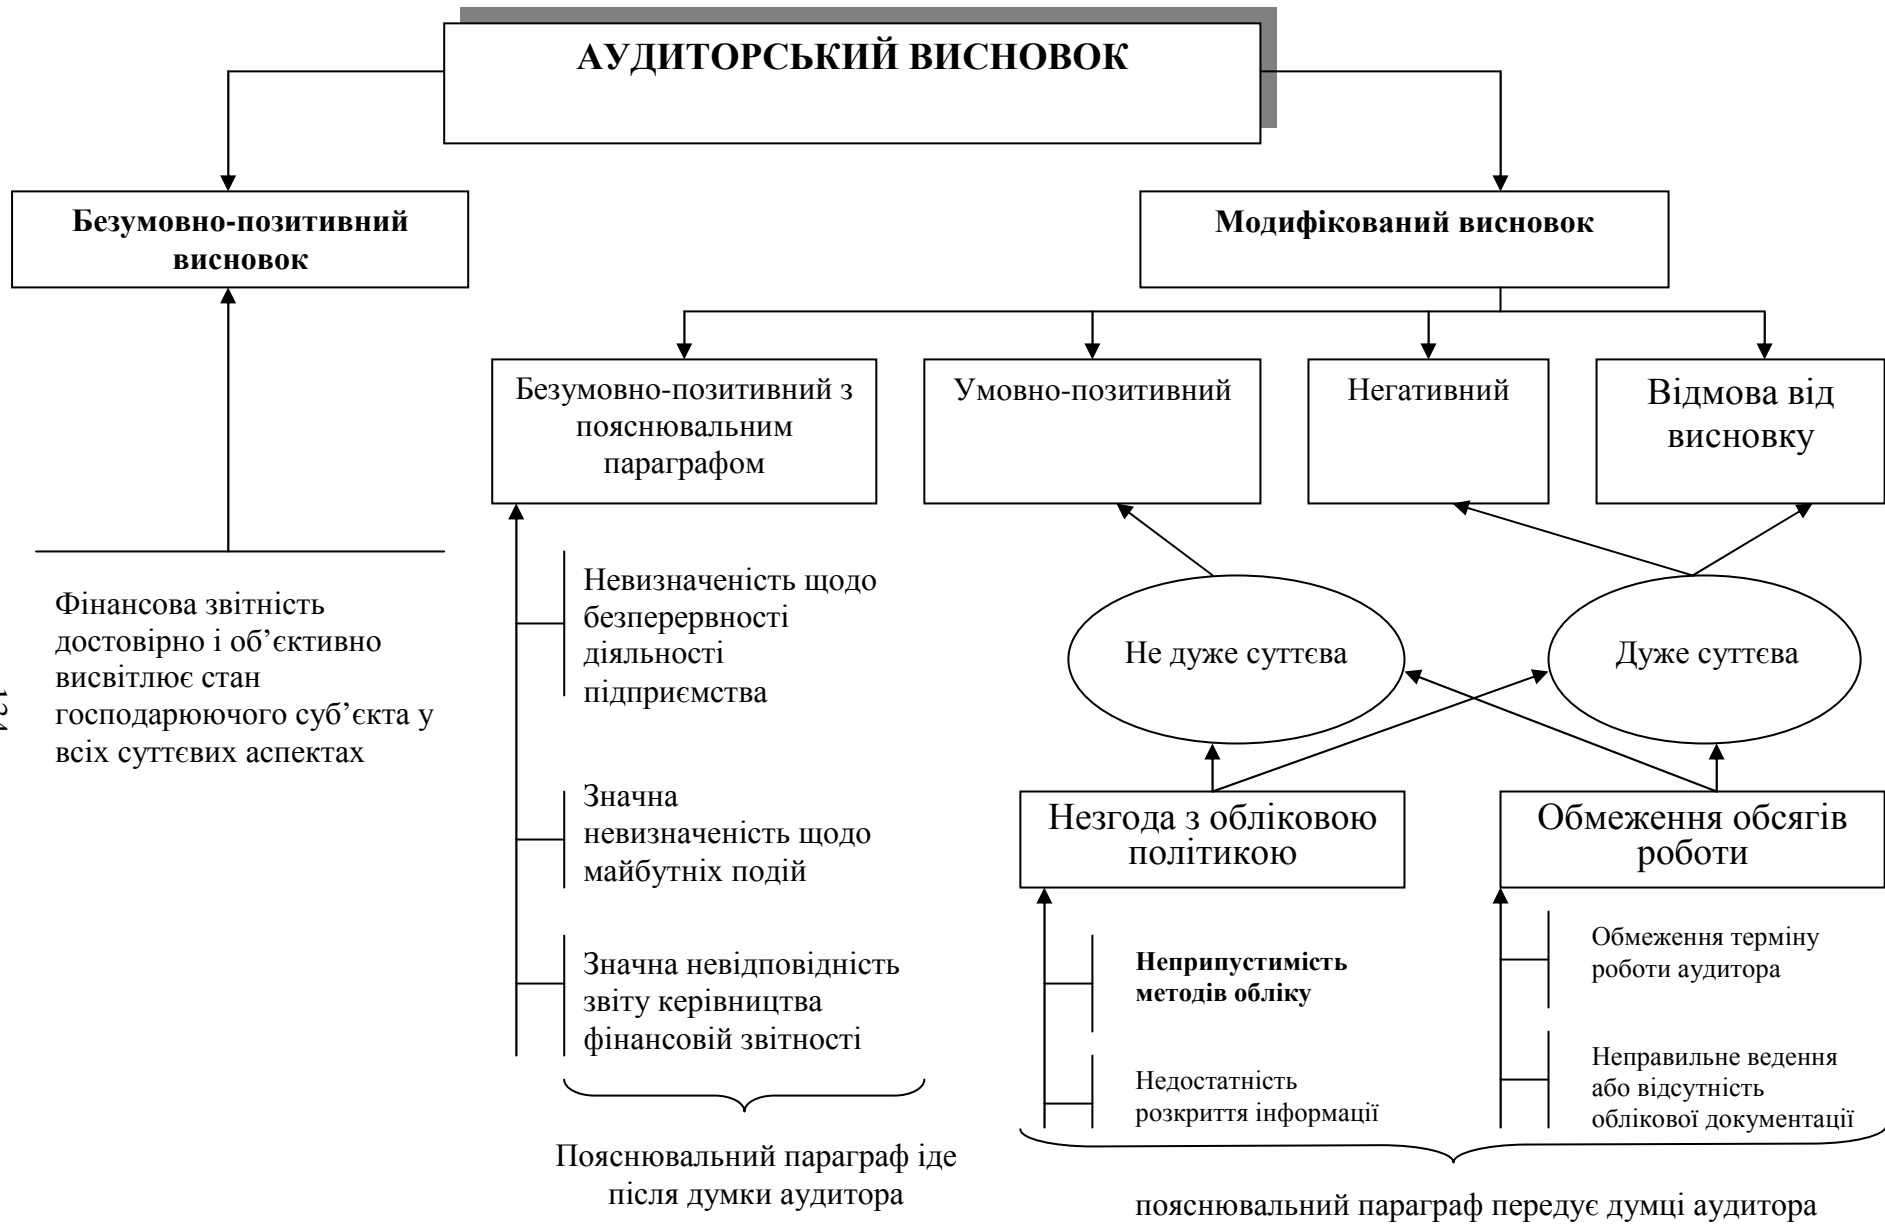 АУДИТОРСЬКИЙ ВИСНОВОК
Безумовно-позитивний
висновок
Модифікований висновок
Безумовно-позитивний з
пояснювальним
параграфом
Умовно-позитивний
Негативний
Відмова від
висновку
Фінансова звітність
достовірно і об’єктивно
висвітлює стан
господарюючого суб’єкта у
всіх суттєвих аспектах
Невизначеність щодо
безперервності
діяльності
підприємства
Значна
невизначеність щодо
майбутніх подій
Значна невідповідність
звіту керівництва
фінансовій звітності
Пояснювальний параграф іде
після думки аудитора
Не дуже суттєва
Дуже суттєва
Незгода з обліковою
політикою
Обмеження обсягів
роботи
Неприпустимість
методів обліку
Недостатність
розкриття інформації
Обмеження терміну
роботи аудитора
Неправильне ведення
або відсутність
облікової документації
пояснювальний параграф передує думці аудитора